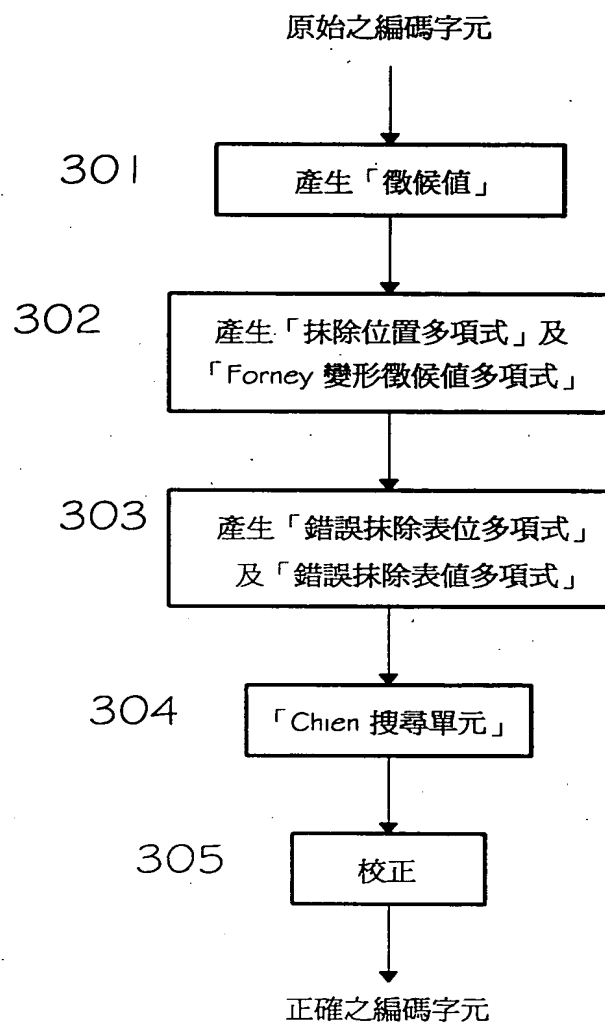 原始之編碼字元
301
產生「徵候值」
302
產生「抹除位置多項式」及
「Forney 變形徵候值多項式」
303
產生「錯誤抹除表位多項式」
及「錯誤抹除表值多項式」
304
「Chien 搜尋單元」
305
校正
正確之編碼字元